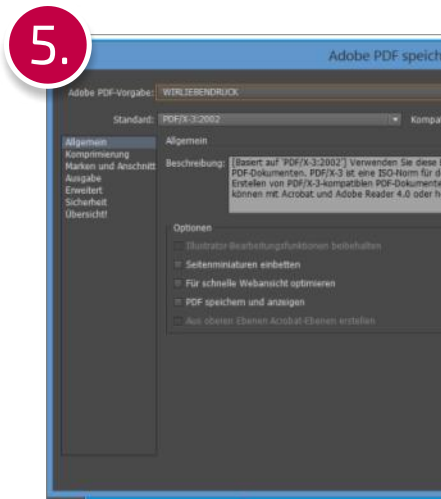 5.
Adobe PDF speich
Adobe PDF-Vorgabe: WIRLIEBENDRUCK
Standard: PDF/X-3:2002 Kompat
Allgemein
Komprimierung
Marken und Anschnitt
Ausgabe
Erweitert
Sicherheit
Übersicht!
Allgemein
Beschreibung: [Basiert auf 'PDF/X-3:2002'] Verwenden Sie diese
PDF-Dokumenten. PDF/X-3 ist eine ISO-Norm für d
Erstellen von PDF/X-3-kompatiblen PDF-Dokumente
können mit Acrobat und Adobe Reader 4.0 oder h
Optionen
Illustrator-Bearbeitungsfunktionen beibehalten
Seitenminiaturen einbetten
Für schnelle Webansicht optimieren
PDF speichern und anzeigen
Aus oberen Ebenen Acrobat-Ebenen erstellen